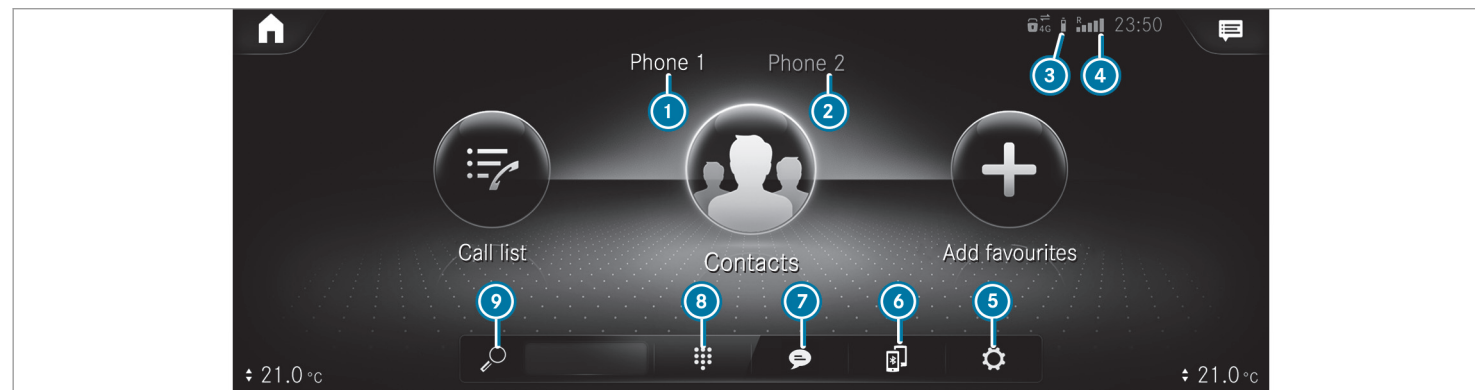 4G R 23:50
Phone 1 Phone 2
3 4
1 2
Call list Contacts Add favourites
9 8 7 6 5
21.0 °C 21.0 °C